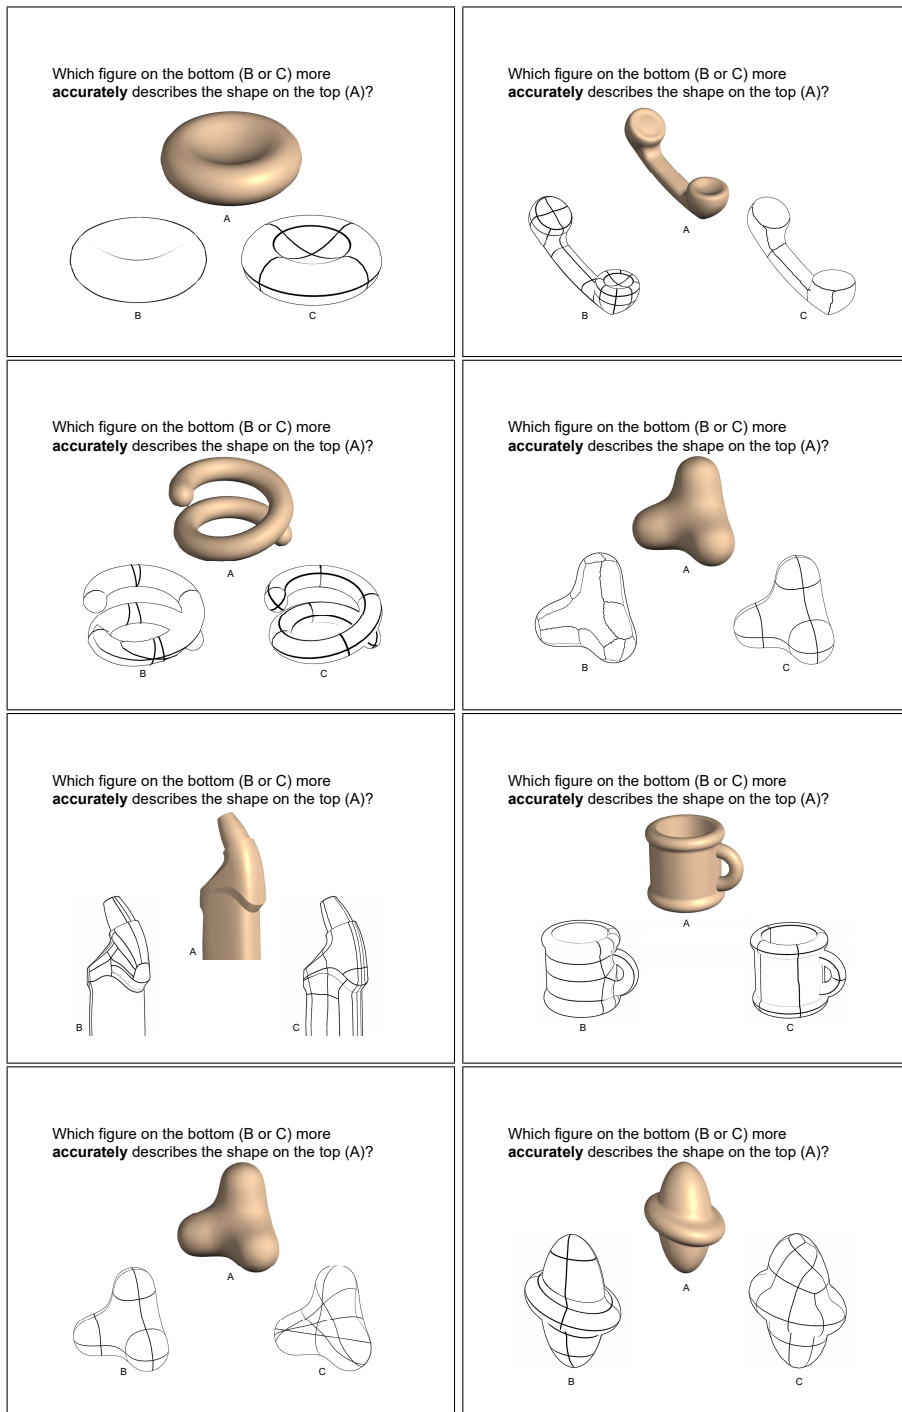 Which figure on the bottom (B or C) more
accurately describes the shape on the top (A)?
A
B
C
Which figure on the bottom (B or C) more
accurately describes the shape on the top (A)?
A
B
C
Which figure on the bottom (B or C) more
accurately describes the shape on the top (A)?
A
B
C
Which figure on the bottom (B or C) more
accurately describes the shape on the top (A)?
A
B
C
Which figure on the bottom (B or C) more
accurately describes the shape on the top (A)?
A
B
C
Which figure on the bottom (B or C) more
accurately describes the shape on the top (A)?
A
B
C
Which figure on the bottom (B or C) more
accurately describes the shape on the top (A)?
A
B
C
Which figure on the bottom (B or C) more
accurately describes the shape on the top (A)?
A
B
C